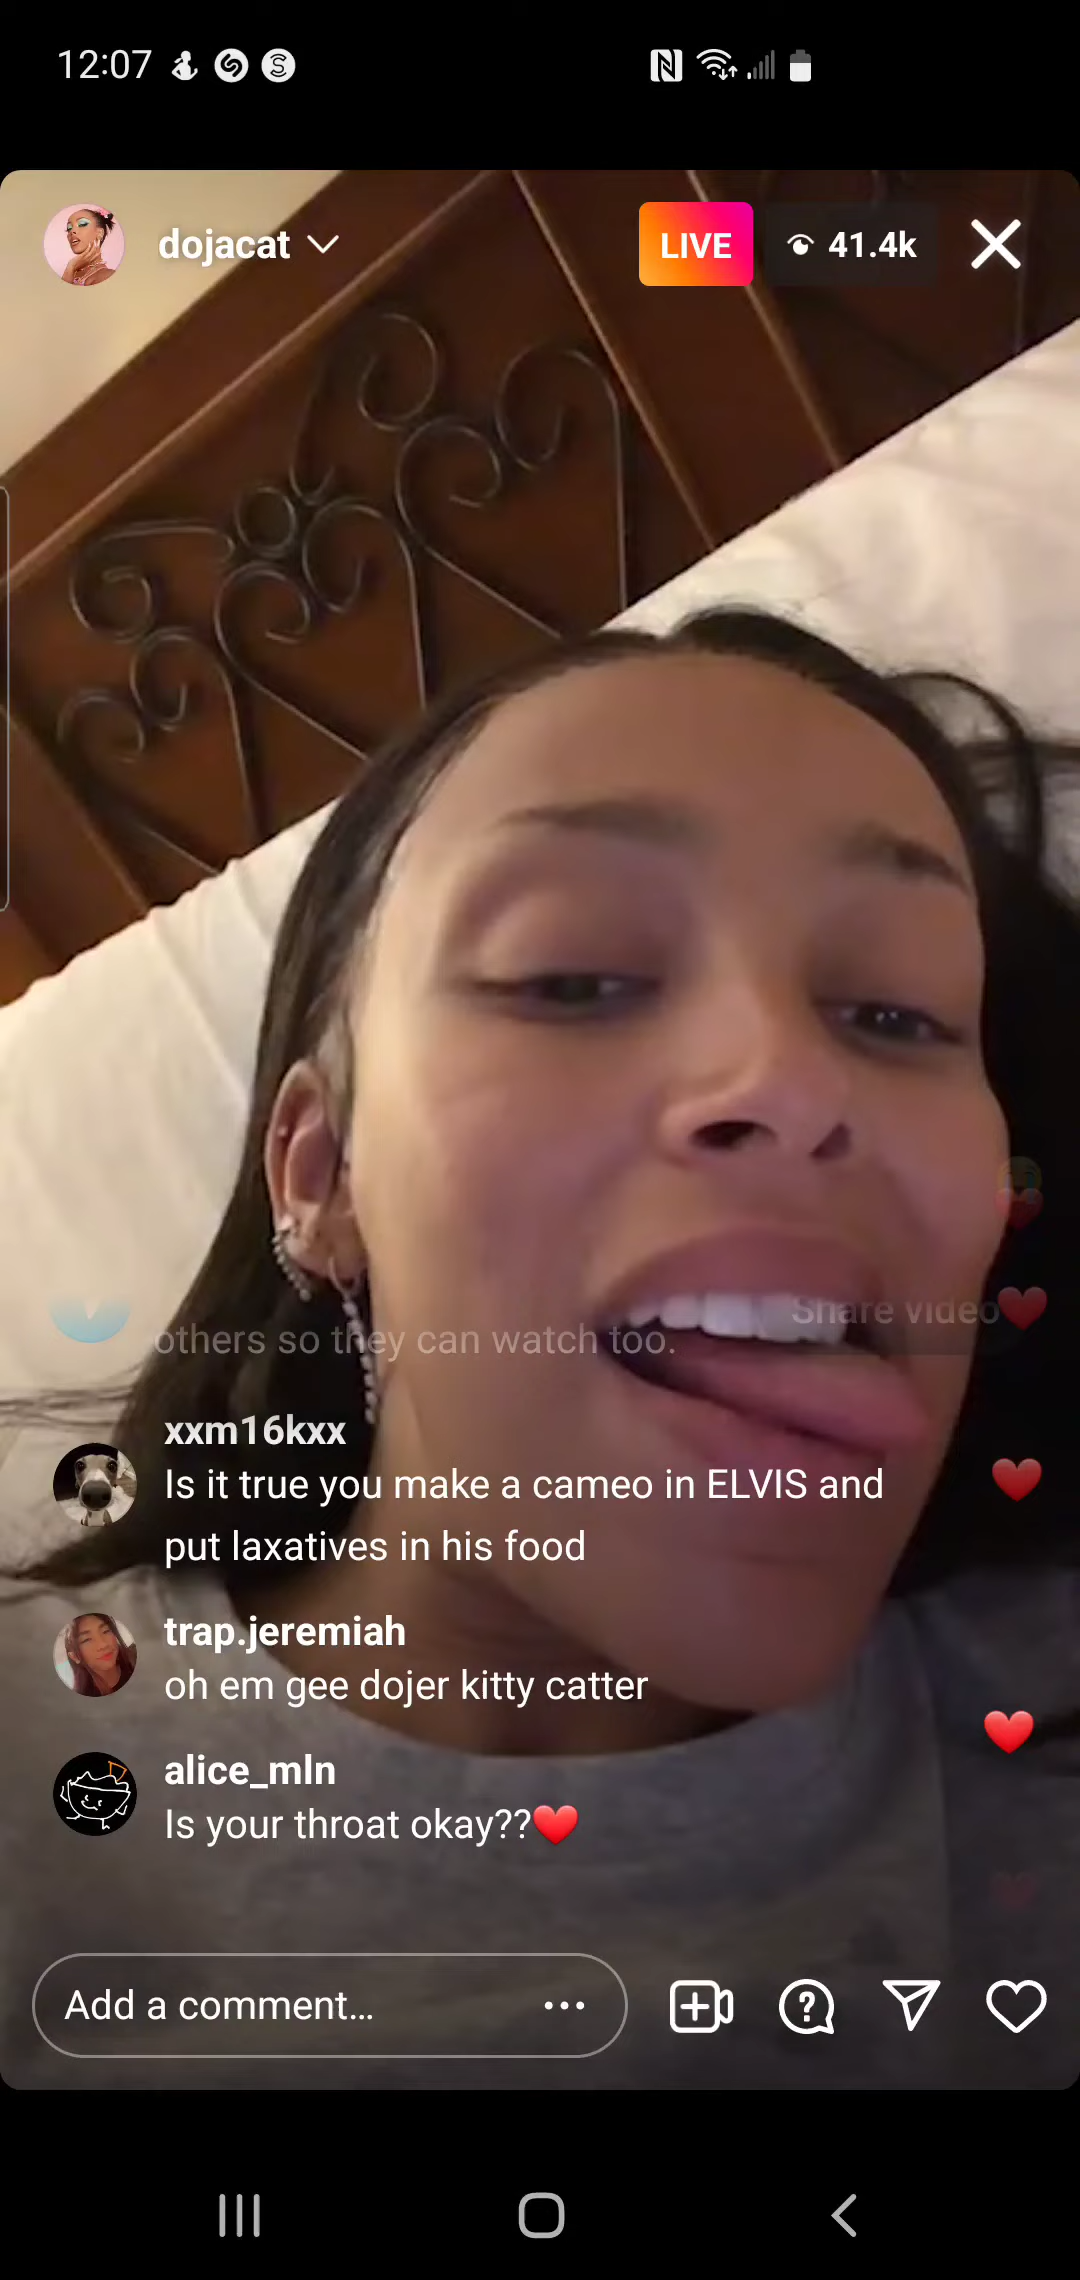 12:07
dojacat
LIVE
41.4k
Share video
others so they can watch too.
xxm16kxx
Is it true you make a cameo in ELVIS and
put laxatives in his food
trap.jeremiah
oh em gee dojer kitty catter
alice_mln
Is your throat okay??❤️
Add a comment...